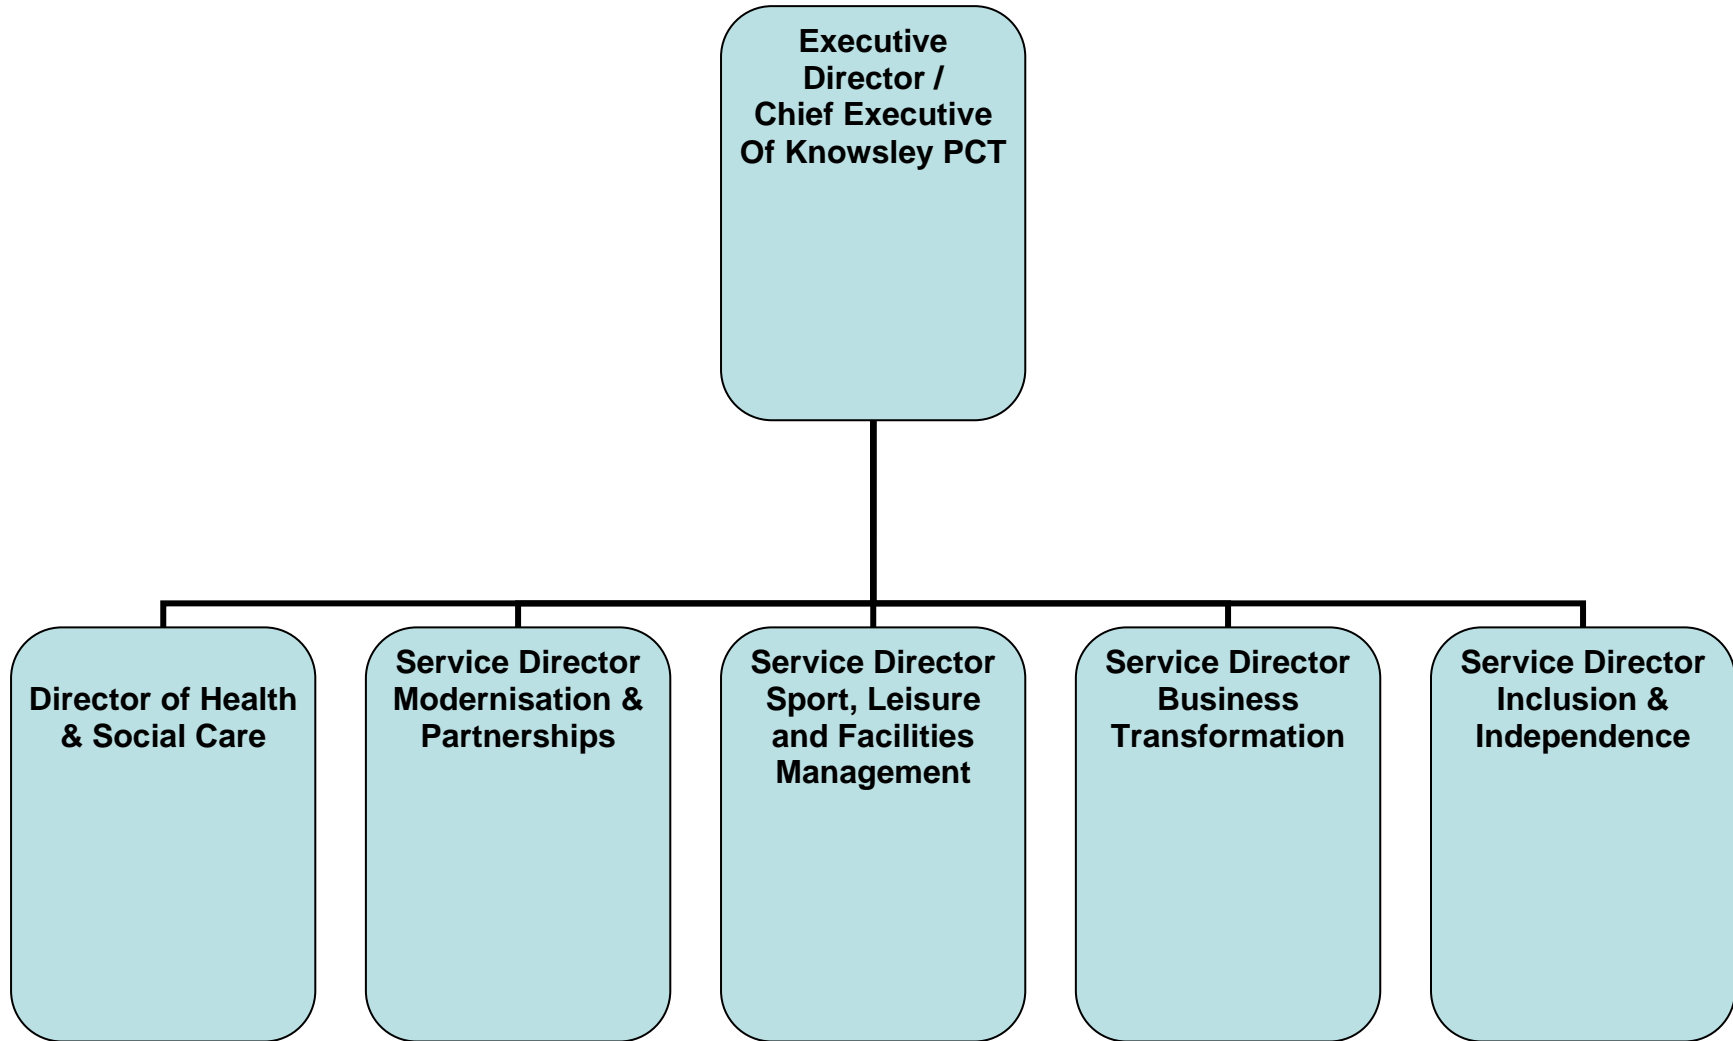 Executive
Director /
Chief Executive
Of Knowsley PCT
Director of Health
& Social Care
Service Director
Modernisation &
Partnerships
Service Director
Sport, Leisure
and Facilities
Management
Service Director
Business
Transformation
Service Director
Inclusion &
Independence